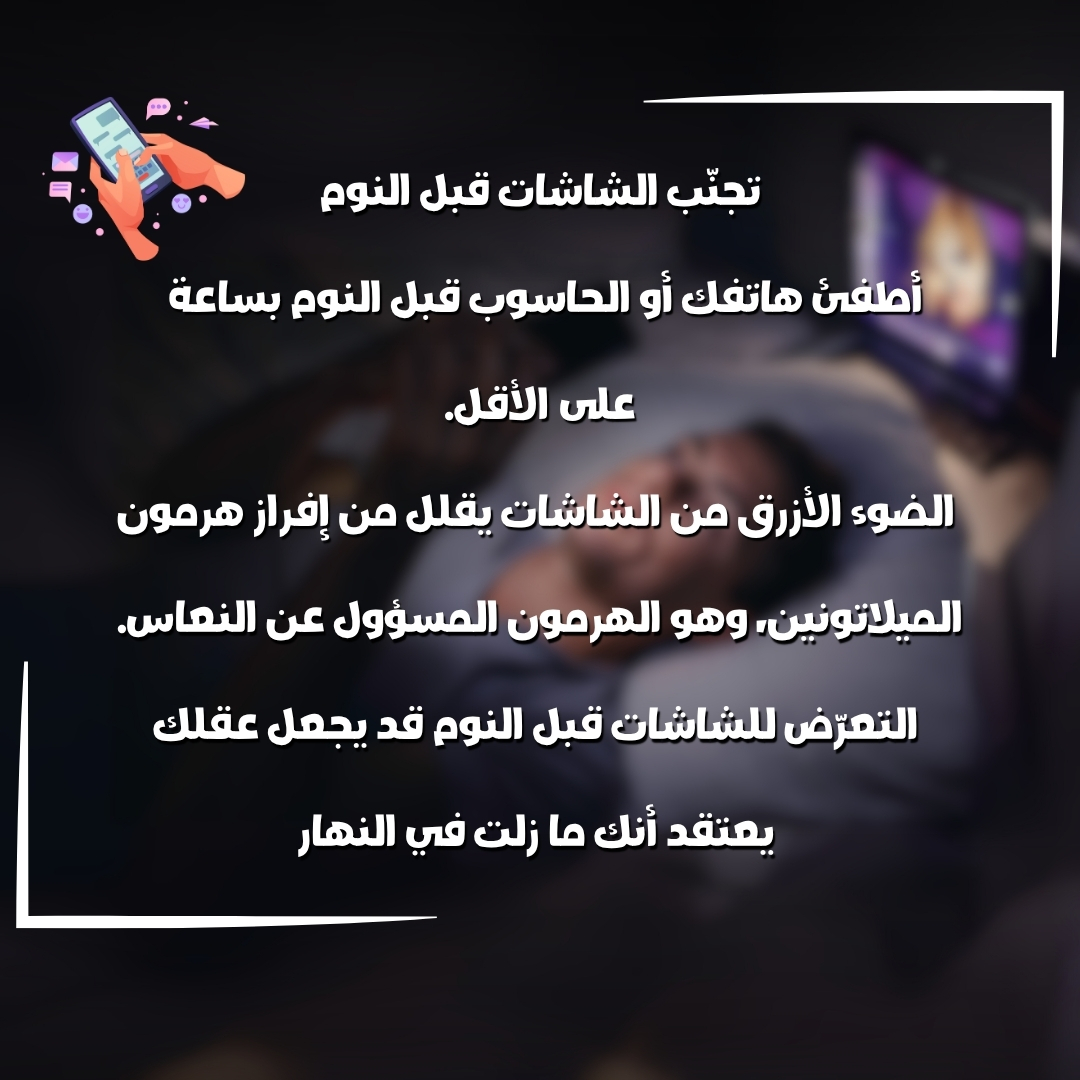 تجنّب الشاشات قبل النوم
أطفئ هاتفك أو الحاسوب قبل النوم بساعة
على الأقل.
الضوء الأزرق من الشاشات يقلل من إفراز هرمون
الميلاتونين، وهو الهرمون المسؤول عن النعاس.
التعرّض للشاشات قبل النوم قد يجعل عقلك
يعتقد أنك ما زلت في النهار